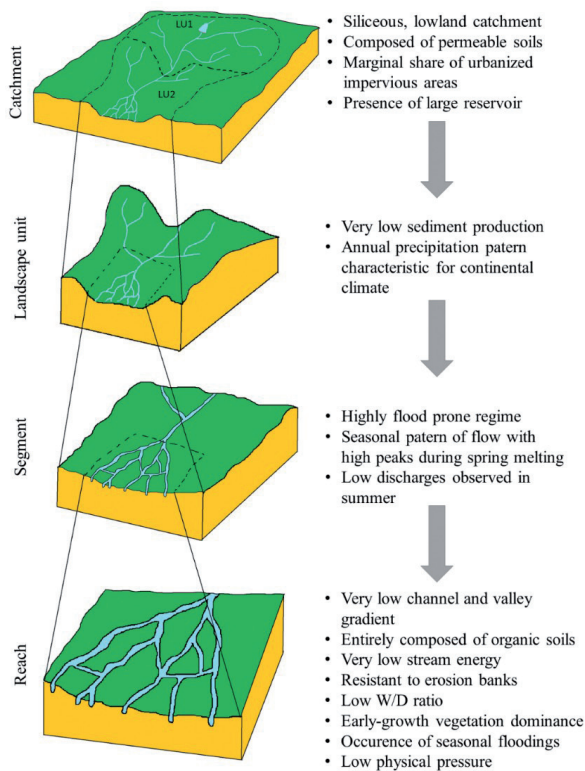 Catchment
LU1
LU2
• Siliceous, lowland catchment
• Composed of permeable soils
• Marginal share of urbanized
impervious areas
• Presence of large reservoir
Landscape unit
• Very low sediment production
• Annual precipitation patern
characteristic for continental
climate
Segment
• Highly flood prone regime
• Seasonal patern of flow with
high peaks during spring melting
• Low discharges observed in
summer
Reach
• Very low channel and valley
gradient
• Entirely composed of organic soils
• Very low stream energy
• Resistant to erosion banks
• Low W/D ratio
• Early-growth vegetation dominance
• Occurence of seasonal floodings
• Low physical pressure